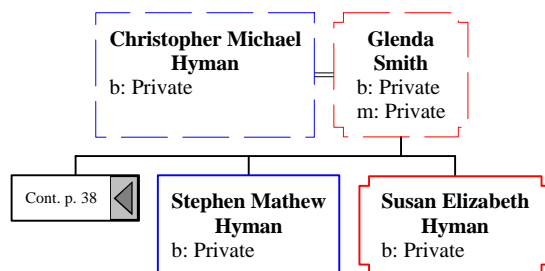 Christopher Michael
Hyman
b: Private
Glenda
Smith
b: Private
m: Private
Cont. p. 38
Stephen Mathew
Hyman
b: Private
Susan Elizabeth
Hyman
b: Private